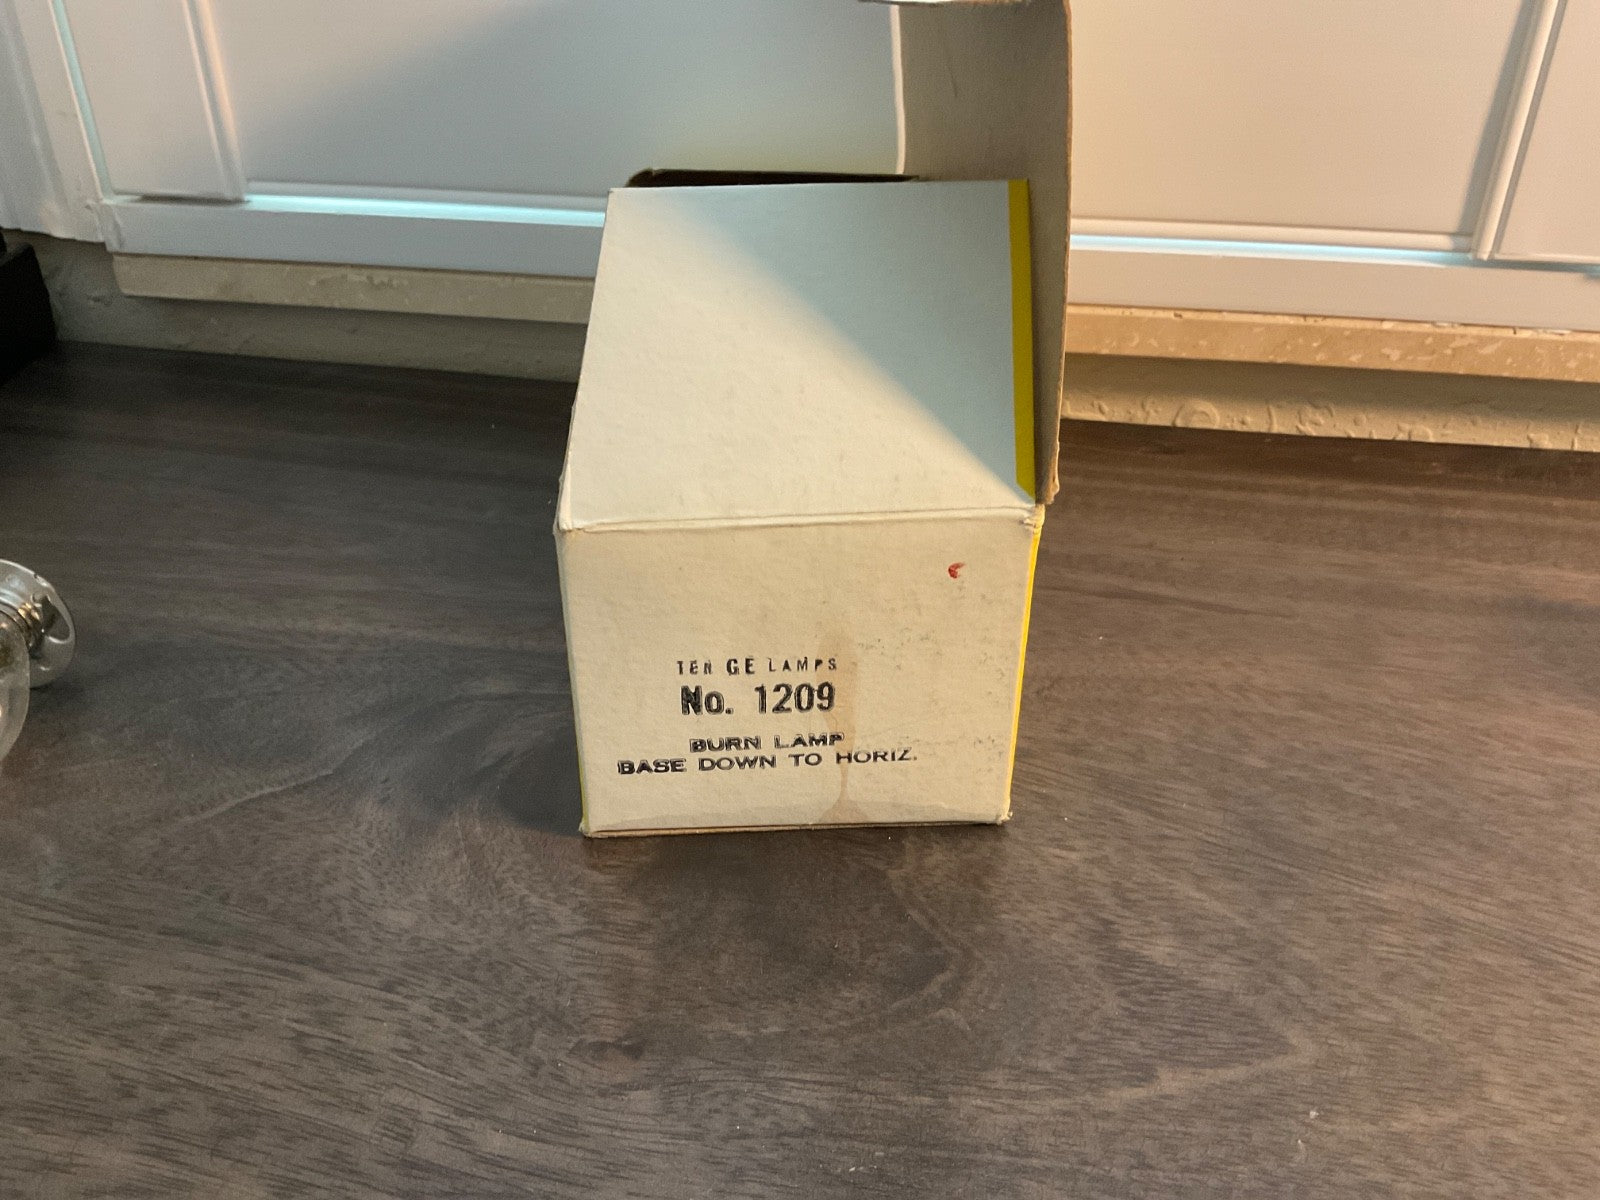 TEN GE LAMPS
No. 1209
BURN LAMP
BASE DOWN TO HORIZ.